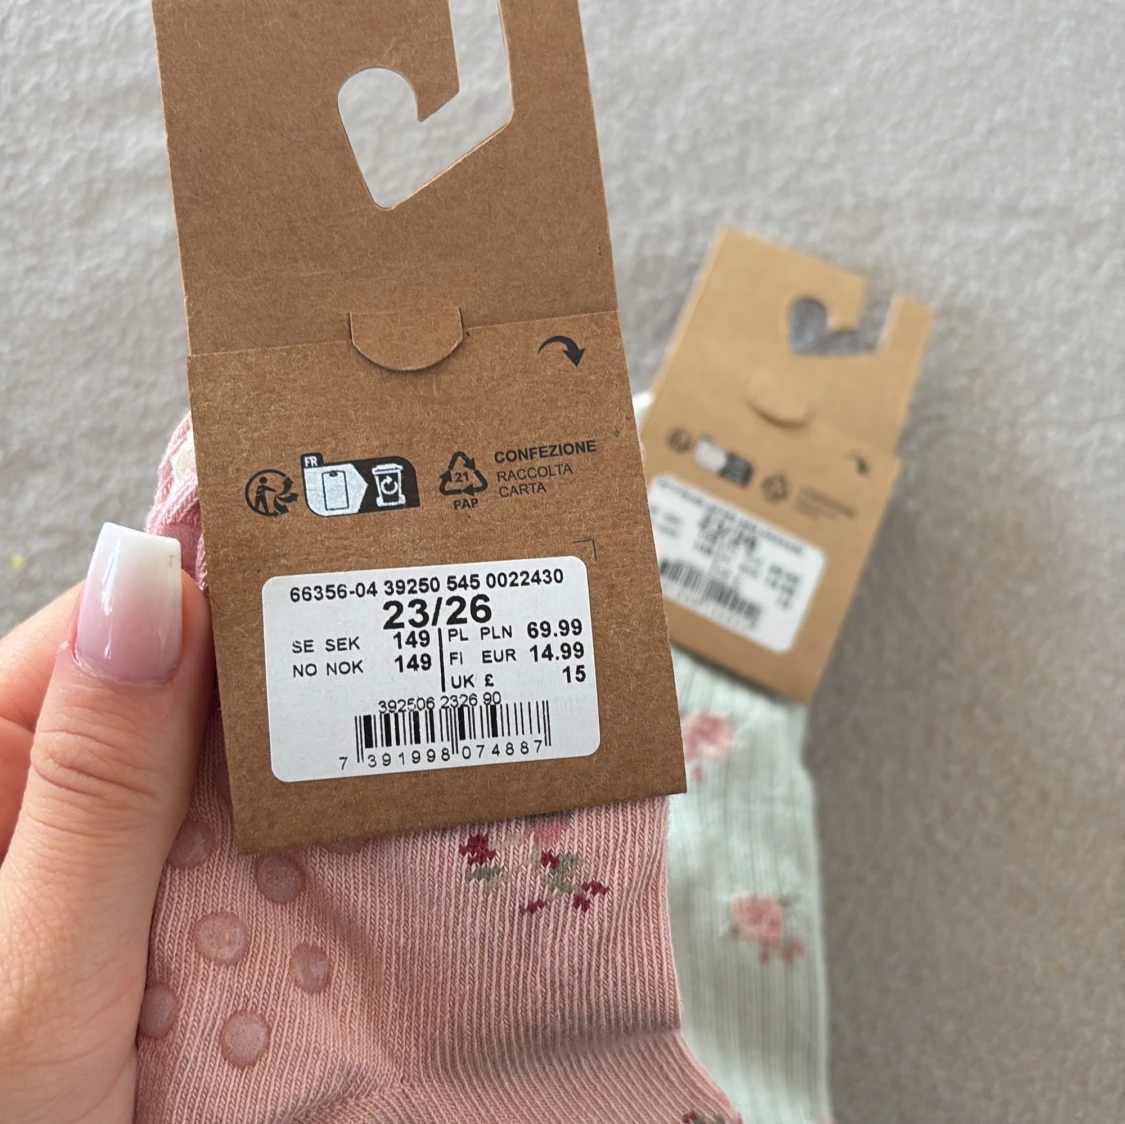 FR
21
PAP
CONFEZIONE
RACCOLTA
CARTA
66356-04 39250 545 0022430
23/26
SE SEK 149 PL PLN 69.99
NO NOK 149 FI EUR 14.99
UK £ 15
392506 2326 90
7 391998 074887